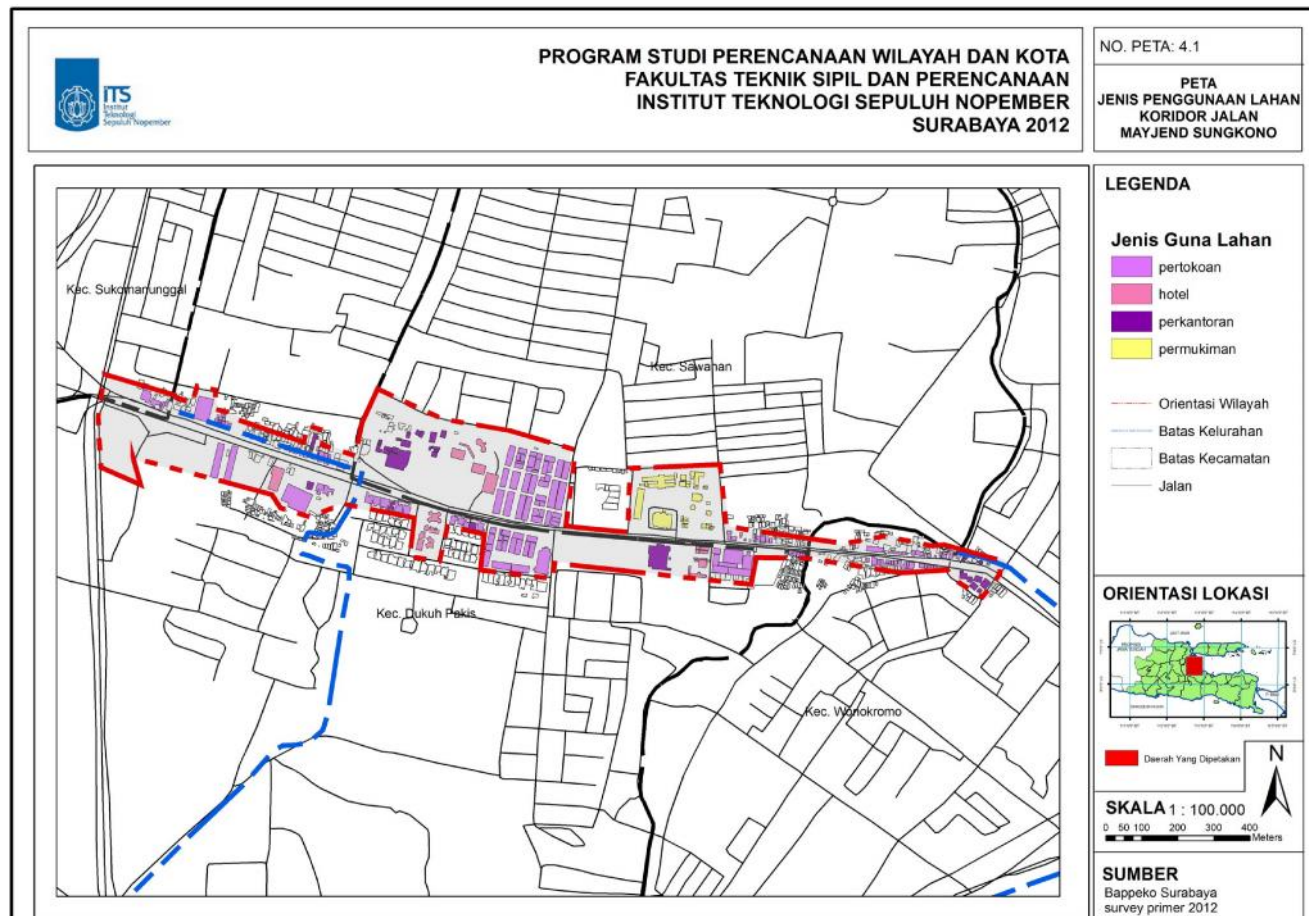 ITS
Institut
Teknologi
Sepuluh Nopember
PROGRAM STUDI PERENCANAAN WILAYAH DAN KOTA
FAKULTAS TEKNIK SIPIL DAN PERENCANAAN
INSTITUT TEKNOLOGI SEPULUH NOPEMBER
SURABAYA 2012
NO. PETA: 4.1
PETA
JENIS PENGGUNAAN LAHAN
KORIDOR JALAN
MAYJEND SUNGKONO
Kec. Sukomanunggal
Kec. Sawahan
Kec. Dukuh Pakis
Kec. Wonokromo
LEGENDA
Jenis Guna Lahan
pertokoan
hotel
perkantoran
permukiman
Orientasi Wilayah
Batas Kelurahan
Batas Kecamatan
Jalan
ORIENTASI LOKASI
Daerah Yang Dipetakan
N
SKALA 1 : 100.000
0 50 100 200 300 400
Meters
SUMBER
Bappeko Surabaya
survey primer 2012